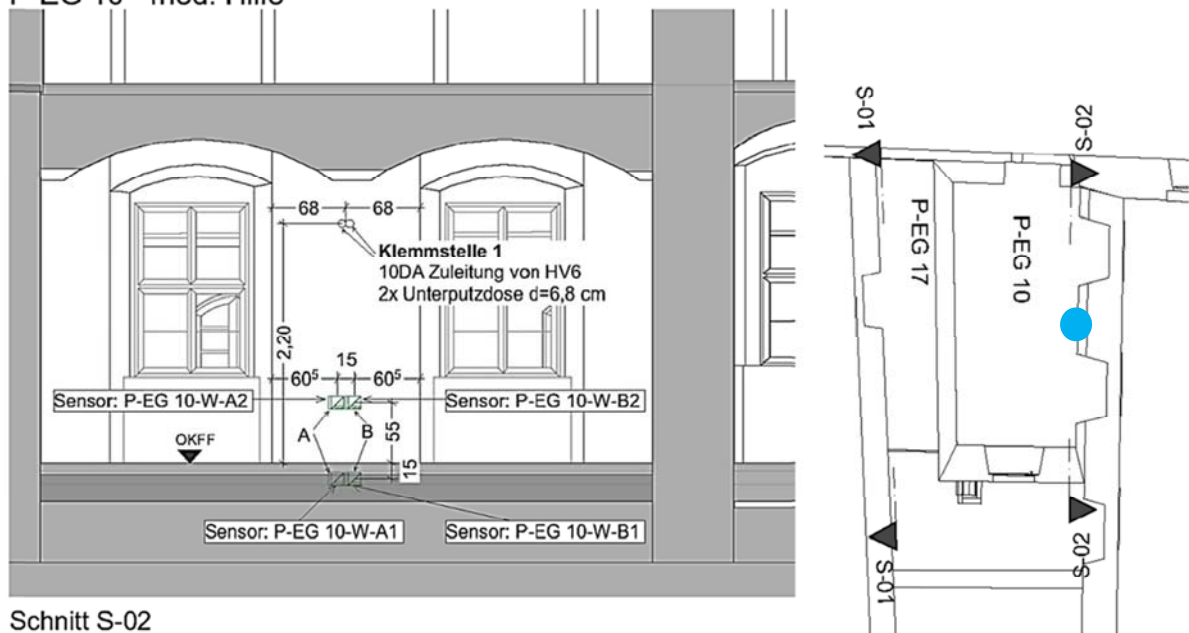 P-EG 10
68
68
Klemmstelle 1
10DA Zuleitung von HV6
2x Unterputzdose d=6,8 cm
2,20
15
60⁵
60⁵
Sensor: P-EG 10-W-A2
Sensor: P-EG 10-W-B2
A
B
55
OKFF
15
Sensor: P-EG 10-W-A1
Sensor: P-EG 10-W-B1
Schnitt S-02
S-01
S-02
P-EG 17
P-EG 10
S-01
S-02